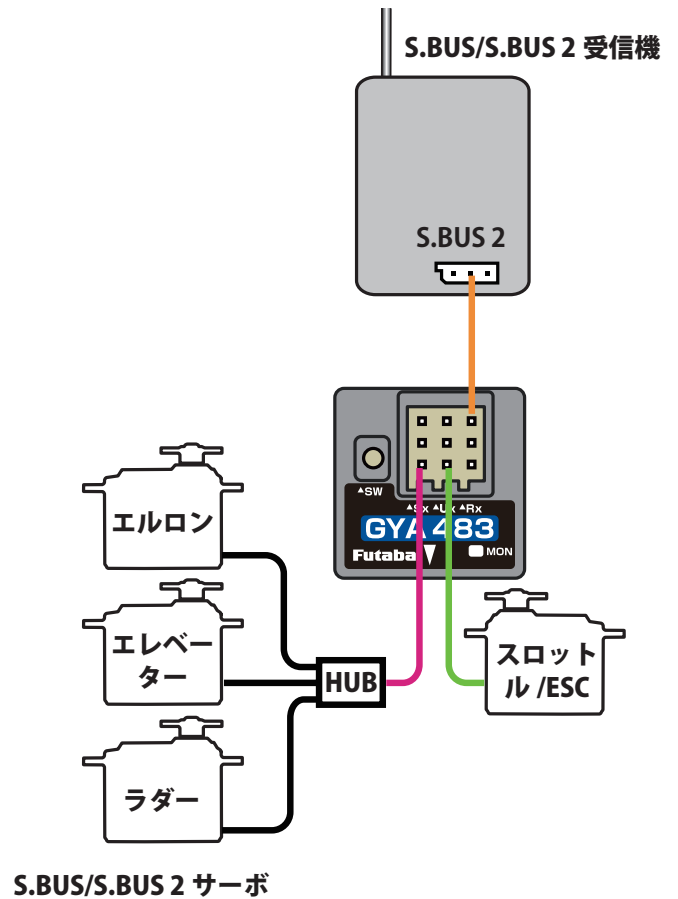 S.BUS/S.BUS 2 受信機
S.BUS 2
▲SW
▲Sx ▲Ux ▲Rx
GYA 483
Futaba
MON
エルロン
エレベー
ター
ラダー
HUB
スロット
ル /ESC
S.BUS/S.BUS 2 サーボ